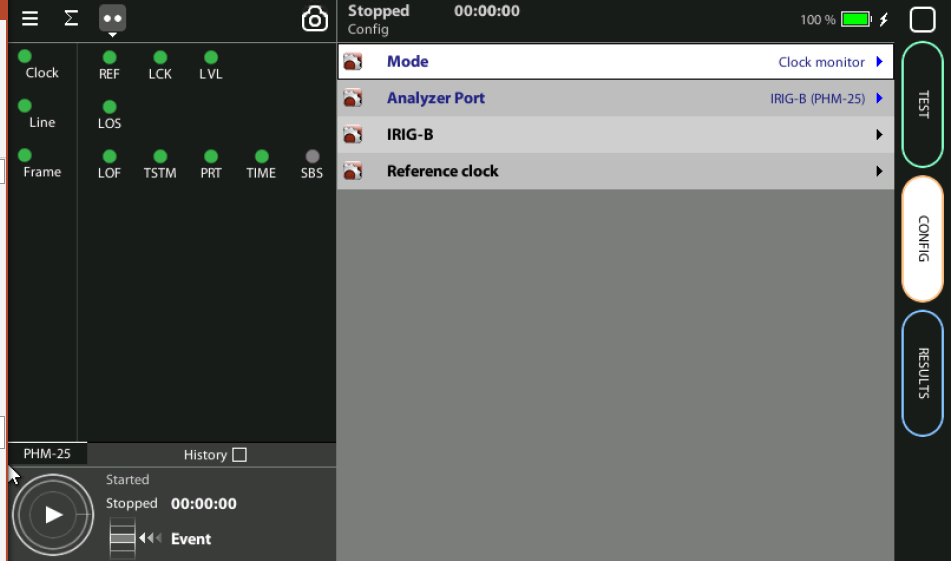 Σ
Clock
REF LCK LVL
Line
LOS
Frame
LOF TSTM PRT TIME SBS
PHM-25
History
Started
Stopped 00:00:00
Event
Stopped 00:00:00
Config
100 %
Mode Clock monitor
Analyzer Port IRIG-B (PHM-25)
IRIG-B
Reference clock
TEST
CONFIG
RESULTS